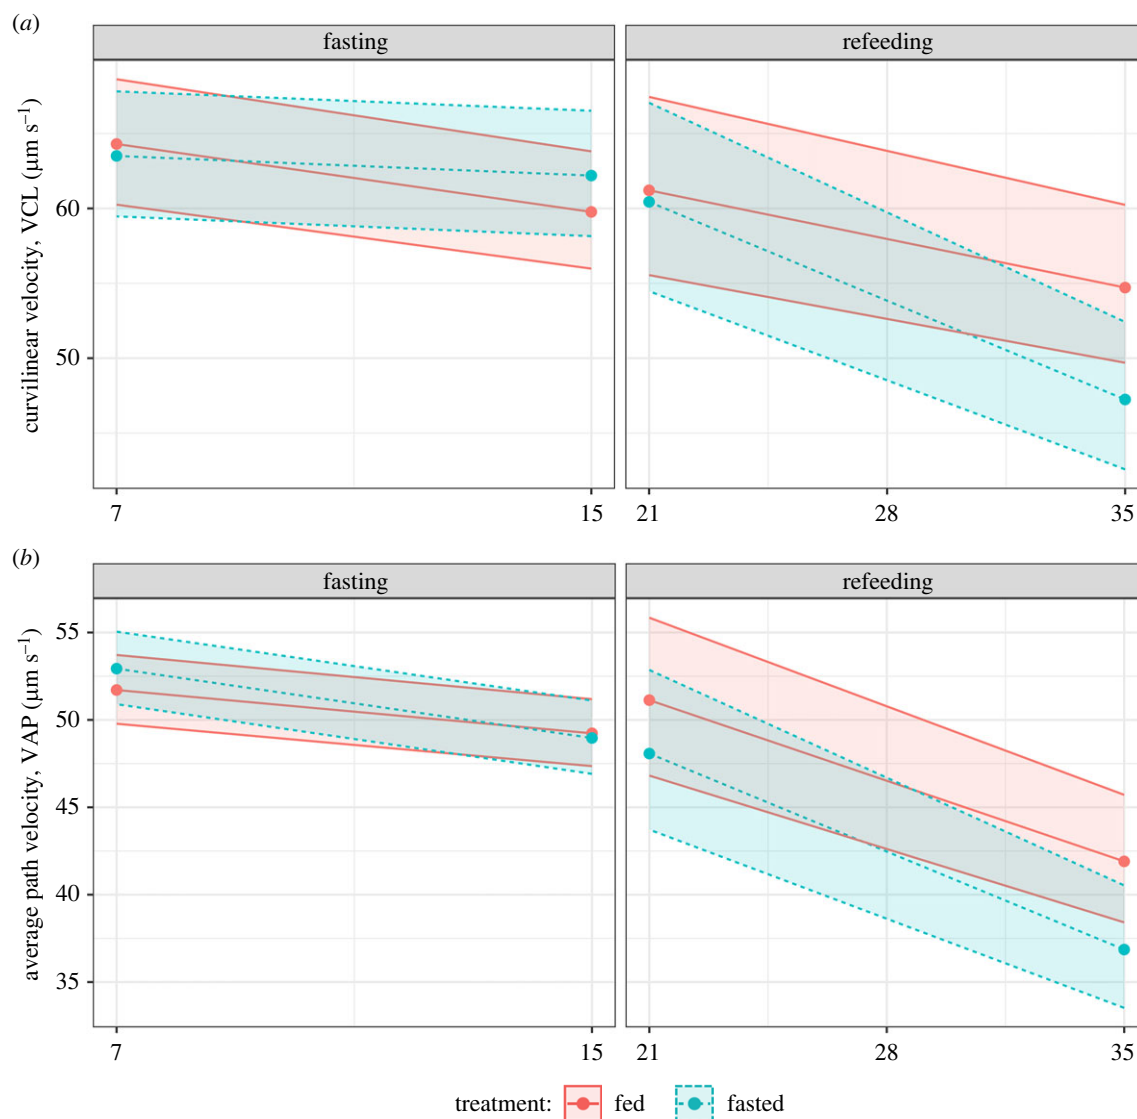 (a)
fasting
refeeding
curvilinear velocity, VCL (µm s⁻¹)
60
50
7
15
21
28
35
(b)
fasting
refeeding
average path velocity, VAP (µm s⁻¹)
55
50
45
40
35
7
15
21
28
35
treatment: fed fasted